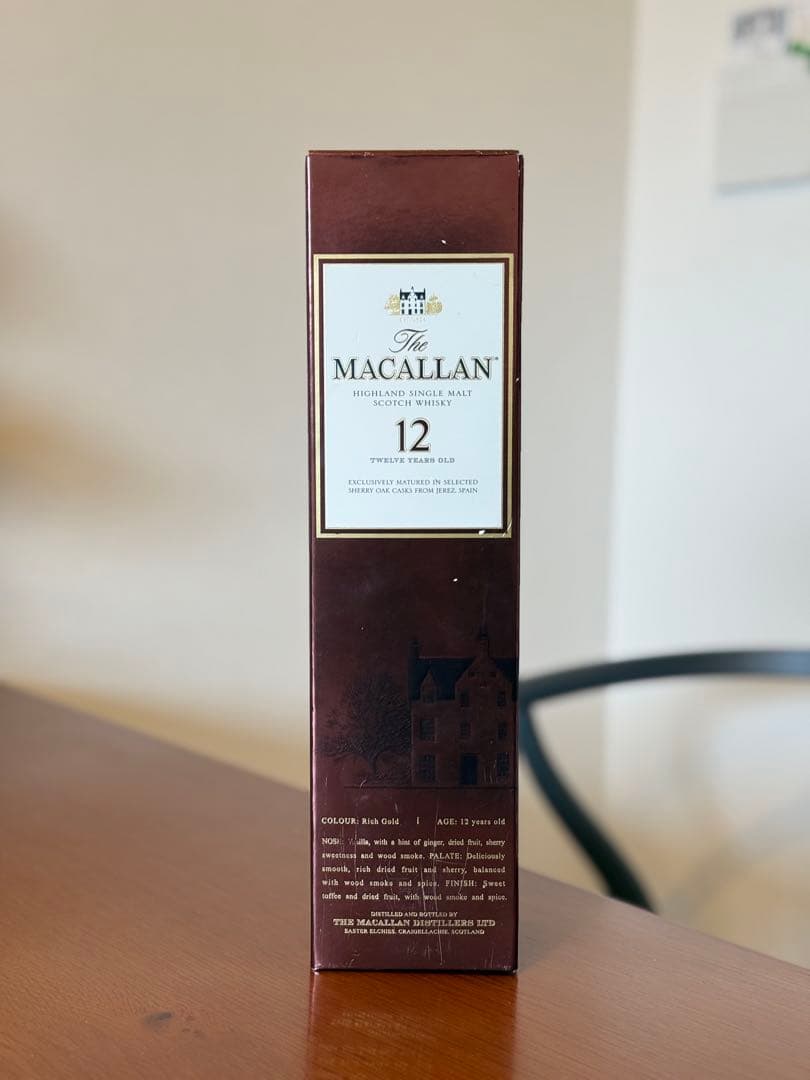 The
MACALLAN
HIGHLAND SINGLE MALT
SCOTCH WHISKY
12
TWELVE YEARS OLD
EXCLUSIVELY MATURED IN SELECTED
SHERRY OAK CASKS FROM JEREZ, SPAIN
COLOUR: Rich Gold | AGE: 12 years old
NOSE: Vanilla, with a hint of ginger, dried fruit, sherry
sweetness and wood smoke. PALATE: Deliciously
smooth, rich dried fruit and sherry, balanced
with wood smoke and spice. FINISH: Sweet
toffee and dried fruit, with wood smoke and spice.
DISTILLED AND BOTTLED BY
THE MACALLAN DISTILLERS LTD
EASTER ELCHIES, CRAIGELLACHIE, SCOTLAND